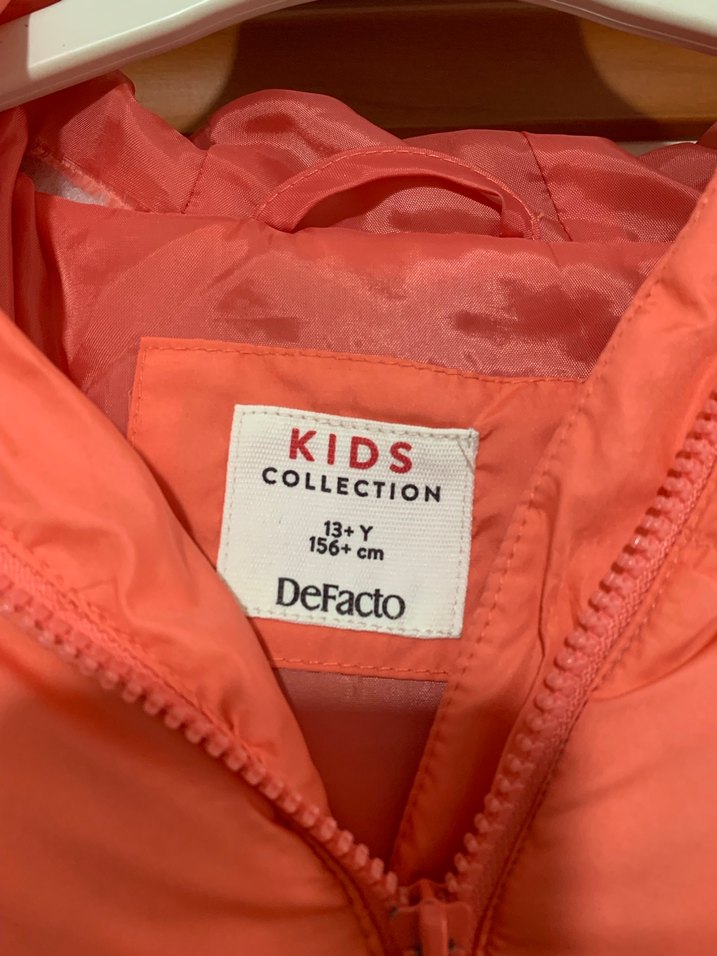 KIDS
COLLECTION
13+ Y
156+ cm
DeFacto